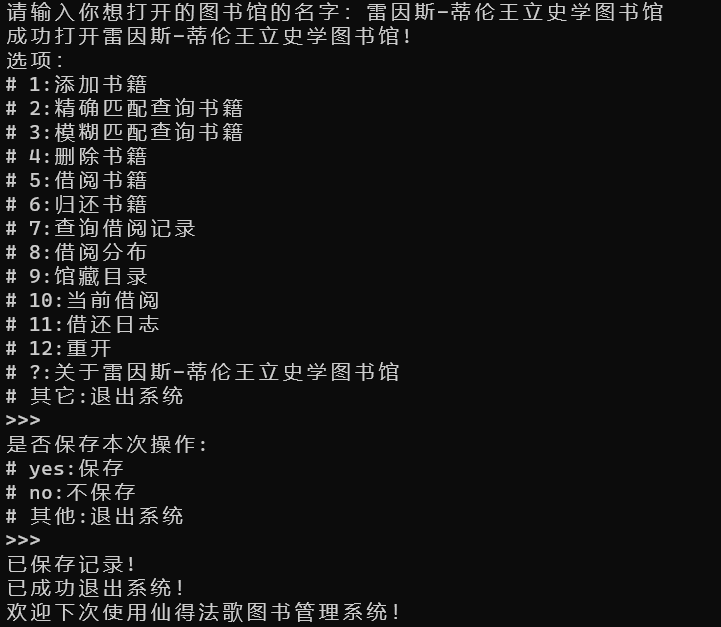 请输入你想打开的图书馆的名字: 雷因斯-蒂伦王立史学图书馆
成功打开雷因斯-蒂伦王立史学图书馆!
选项:
# 1:添加书籍
# 2:精确匹配查询书籍
# 3:模糊匹配查询书籍
# 4:删除书籍
# 5:借阅书籍
# 6:归还书籍
# 7:查询借阅记录
# 8:借阅分布
# 9:馆藏目录
# 10:当前借阅
# 11:借还日志
# 12:重开
# ?:关于雷因斯-蒂伦王立史学图书馆
# 其它:退出系统
>>>
是否保存本次操作:
# yes:保存
# no:不保存
# 其他:退出系统
>>>
已保存记录!
已成功退出系统!
欢迎下次使用仙得法歌图书管理系统!